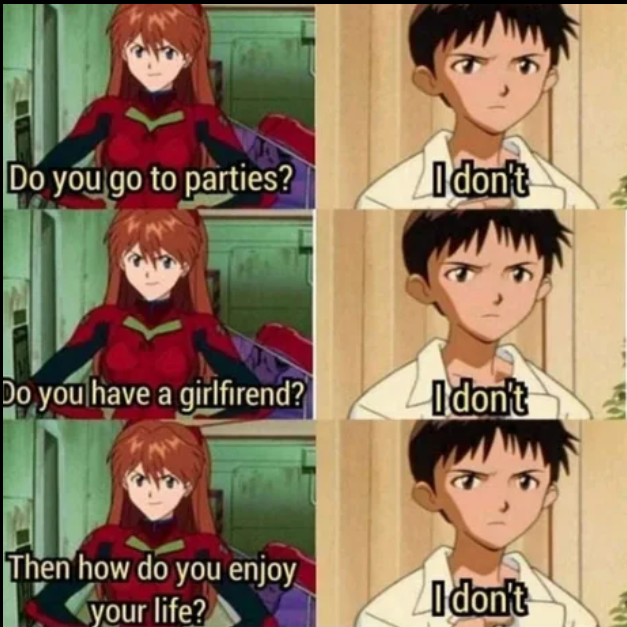 Do you go to parties?
I don't
Do you have a girlfirend?
I don't
Then how do you enjoy
your life?
I don't